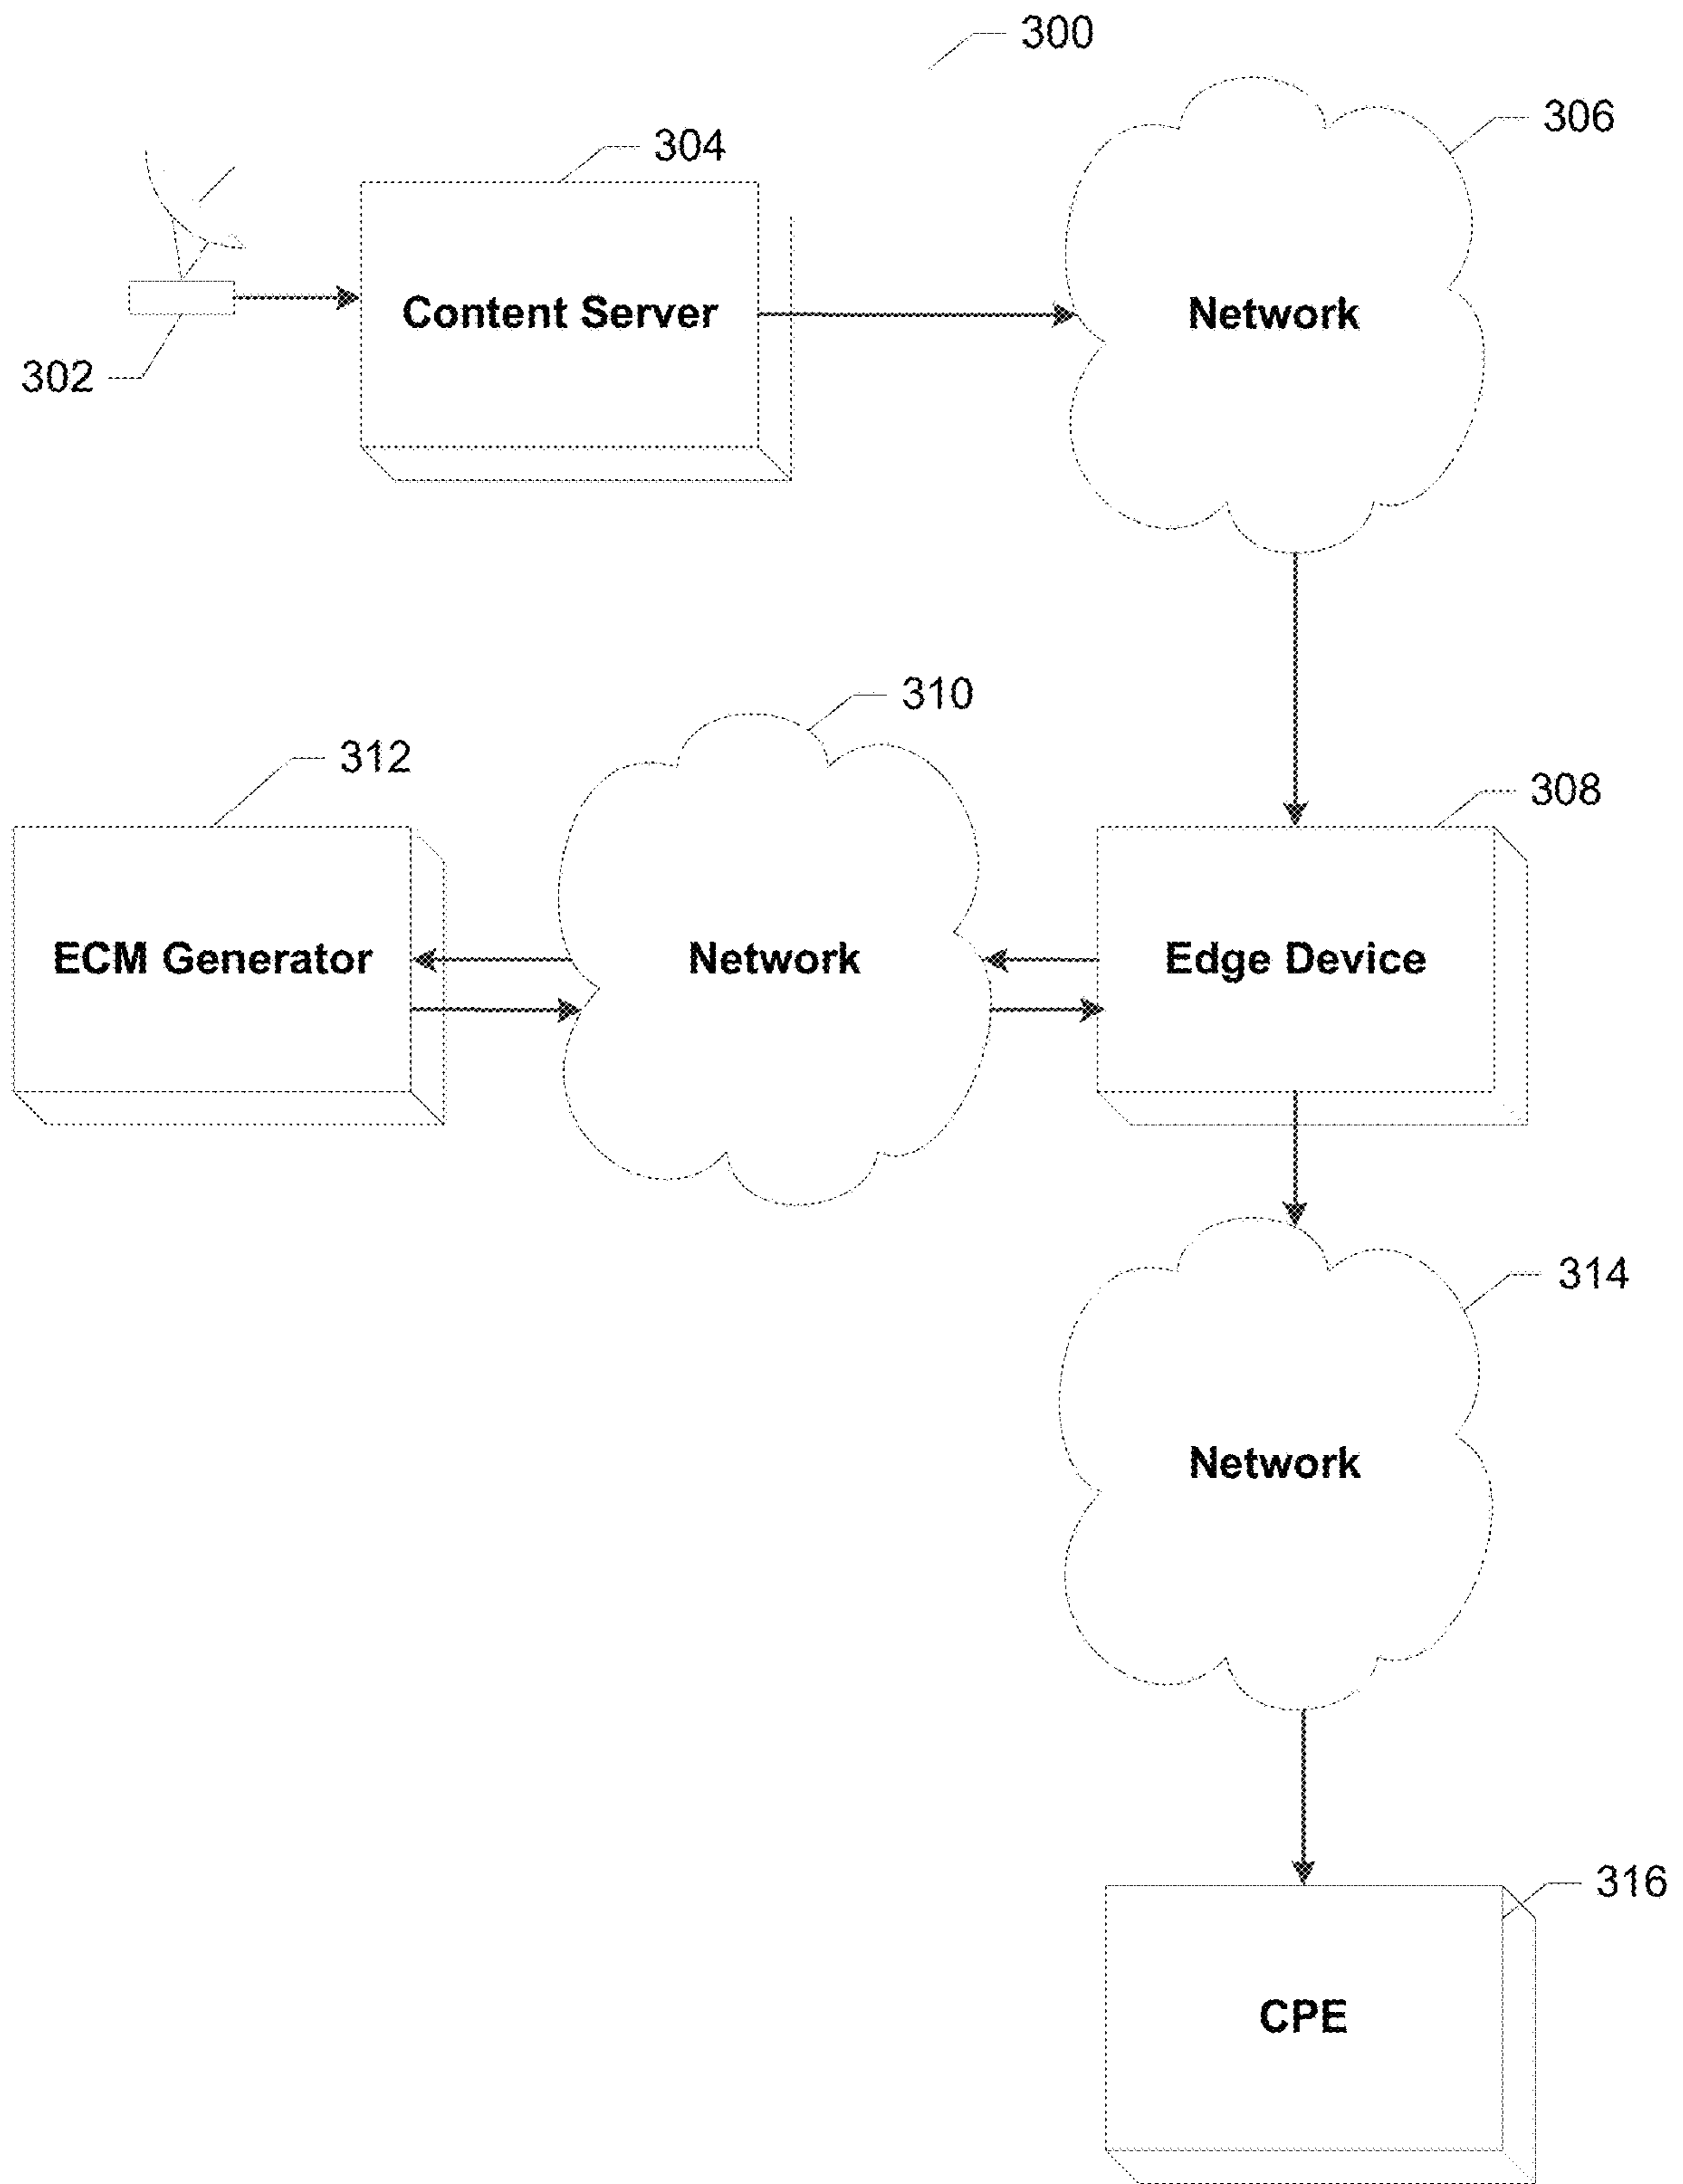 300
306
304
Content Server
Network
302
310
312
308
ECM Generator
Network
Edge Device
314
Network
316
CPE